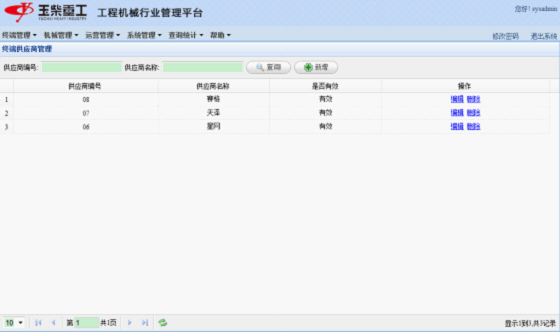 玉柴重工 工程机械行业管理平台
YUCHAI HEAVY INDUSTRY
您好! sysadmin
终端管理 机械管理 运营管理 系统管理 查询统计 帮助 修改密码 退出系统
终端供应商管理
供应商编号: 供应商名称: 查询 新增
供应商编号 供应商名称 是否有效 操作
1 08 赛格 有效 编辑 删除
2 07 天泽 有效 编辑 删除
3 06 星网 有效 编辑 删除
10 第 1 共1页 显示1到3,共3记录